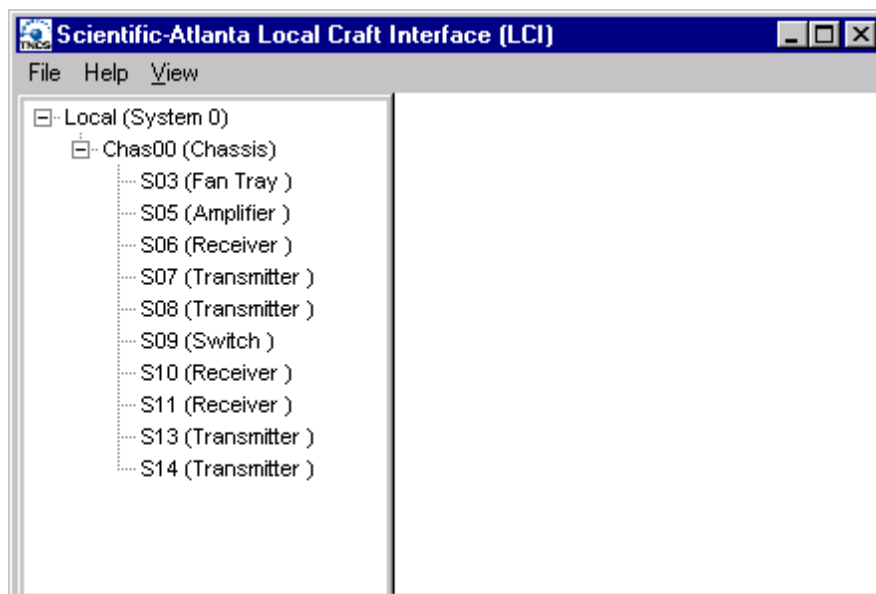 Scientific-Atlanta Local Craft Interface (LCI)
TNCS
File Help View
Local (System 0)
Chas00 (Chassis)
S03 (Fan Tray )
S05 (Amplifier )
S06 (Receiver )
S07 (Transmitter )
S08 (Transmitter )
S09 (Switch )
S10 (Receiver )
S11 (Receiver )
S13 (Transmitter )
S14 (Transmitter )